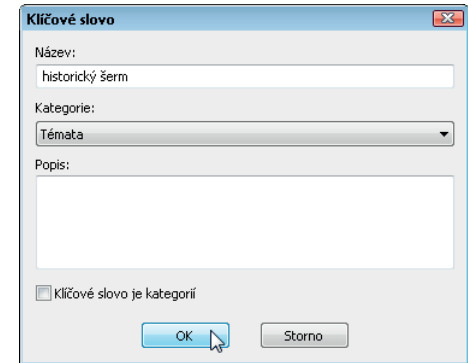 Klíčové slovo
Název:
historický šerm
Kategorie:
Témata
Popis:
Klíčové slovo je kategorií
OK
Storno